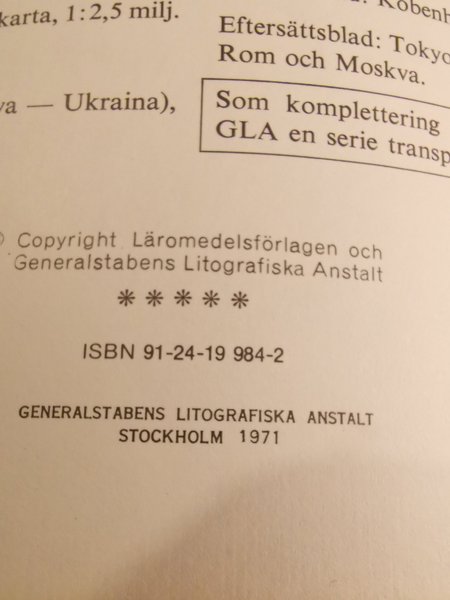 karta, 1:2,5 milj.
Eftersättsblad: Tokyo
Rom och Moskva.
— Ukraina),
Som komplettering
GLA en serie transp
© Copyright Läromedelsförlagen och
Generalstabens Litografiska Anstalt
* * * * *
ISBN 91-24-19 984-2
GENERALSTABENS LITOGRAFISKA ANSTALT
STOCKHOLM 1971